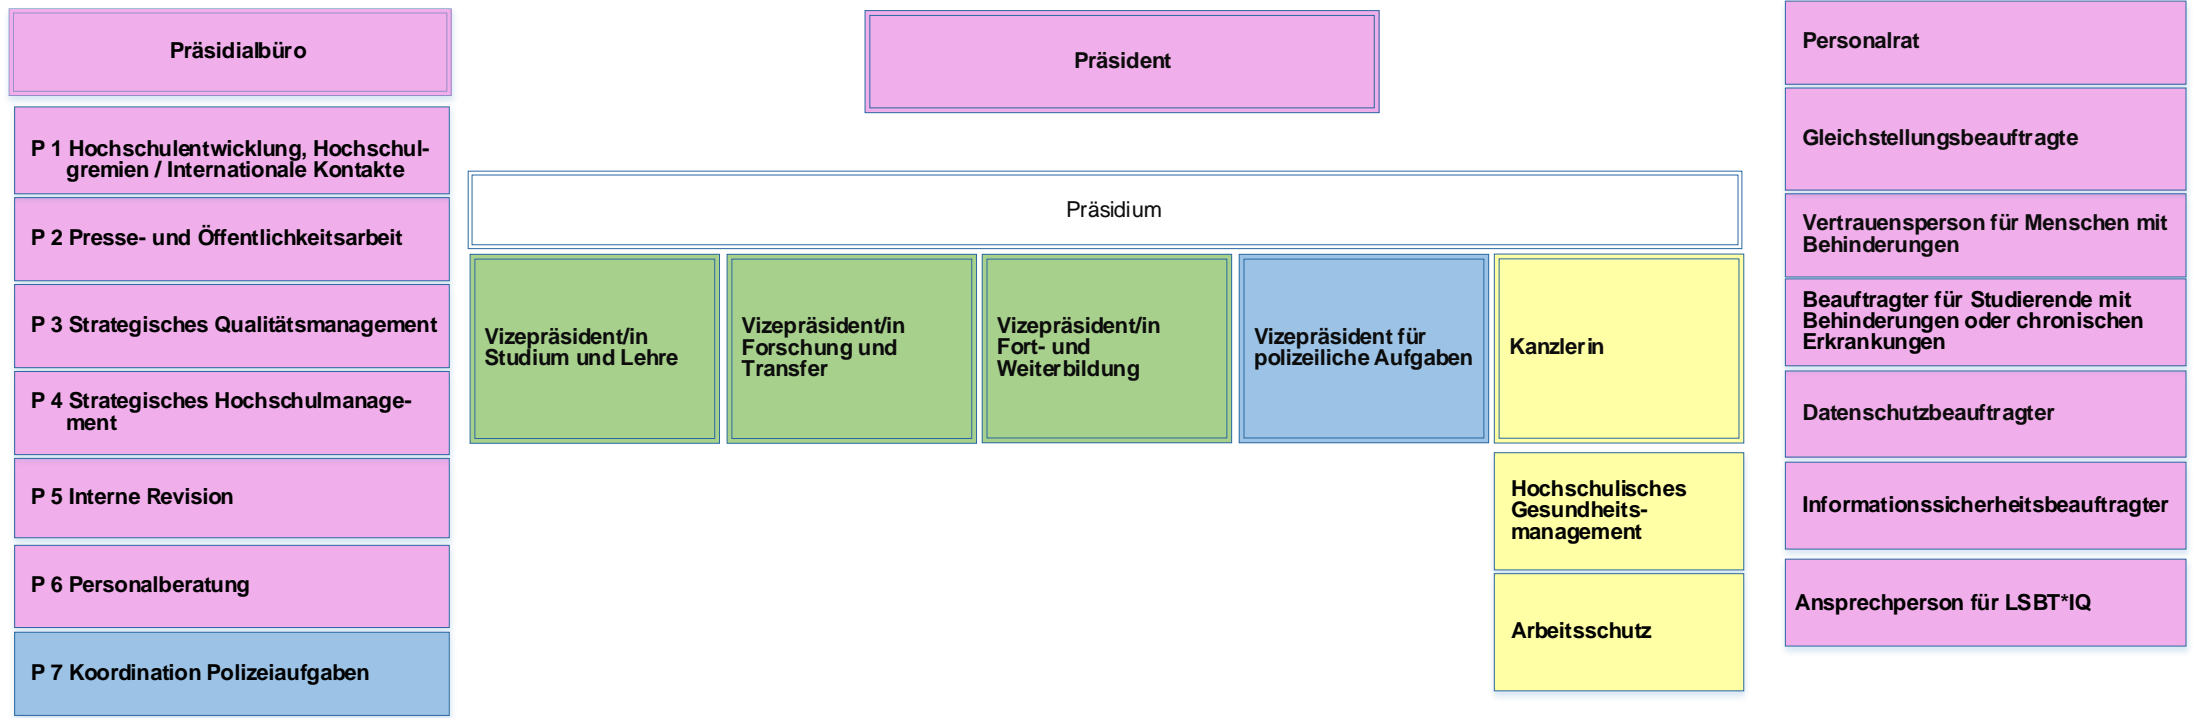 Präsidialbüro
P 1 Hochschulentwicklung, Hochschul-
gremien / Internationale Kontakte
P 2 Presse- und Öffentlichkeitsarbeit
P 3 Strategisches Qualitätsmanagement
P 4 Strategisches Hochschulmanage-
ment
P 5 Interne Revision
P 6 Personalberatung
P 7 Koordination Polizeiaufgaben
Präsident
Präsidium
Vizepräsident/in
Studium und Lehre
Vizepräsident/in
Forschung und
Transfer
Vizepräsident/in
Fort- und
Weiterbildung
Vizepräsident für
polizeiliche Aufgaben
Kanzlerin
Hochschulisches
Gesundheits-
management
Arbeitsschutz
Personalrat
Gleichstellungsbeauftragte
Vertrauensperson für Menschen mit
Behinderungen
Beauftragter für Studierende mit
Behinderungen oder chronischen
Erkrankungen
Datenschutzbeauftragter
Informationssicherheitsbeauftragter
Ansprechperson für LSBT*IQ